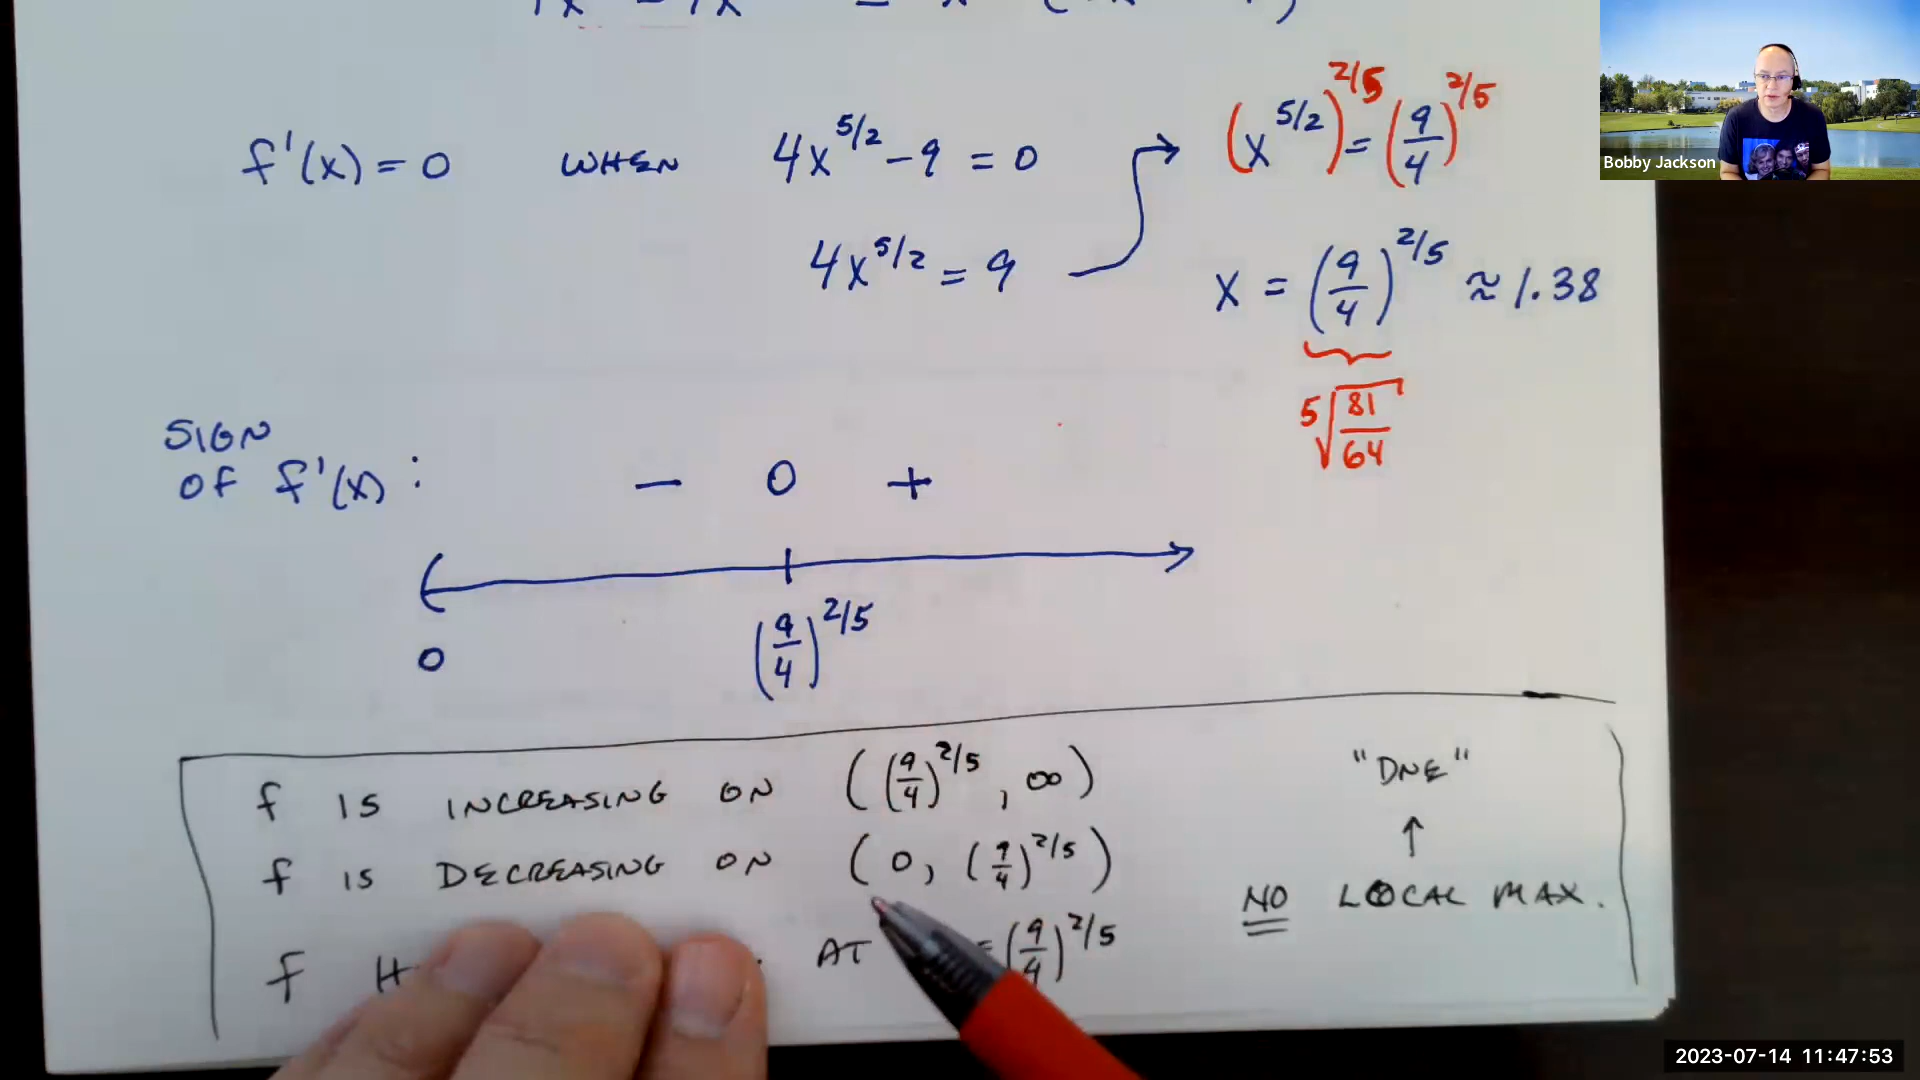 f'(x) = 0 WHEN 4x^{5/2} - 9 = 0
4x^{5/2} = 9
(x^{5/2})^{2/5} = (9/4)^{2/5}
x = (9/4)^{2/5} ≈ 1.38
⁵√(81/64)
Bobby Jackson
SIGN
OF f'(x) :
− 0 +
0 (9/4)^{2/5}
f IS INCREASING ON ((9/4)^{2/5}, ∞)
f IS DECREASING ON (0, (9/4)^{2/5})
f AT = (9/4)^{2/5}
"DNE"
↑
NO LOCAL MAX.
2023-07-14 11:47:53